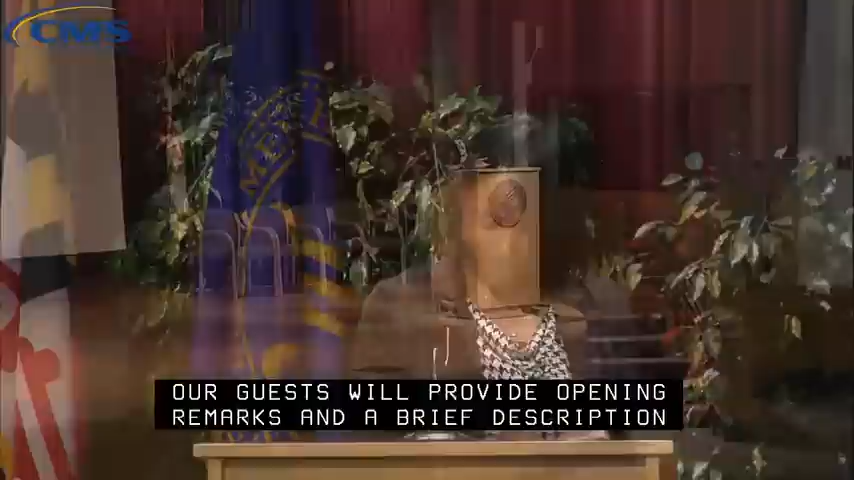 CMS
OUR GUESTS WILL PROVIDE OPENING
REMARKS AND A BRIEF DESCRIPTION